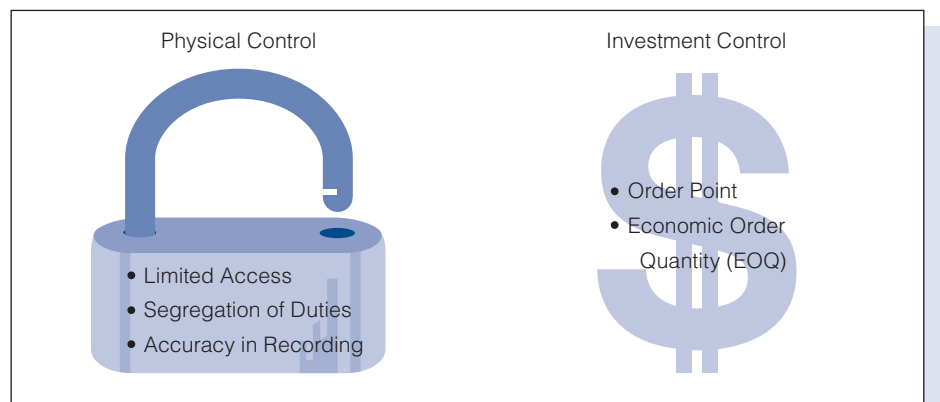 Physical Control
Investment Control
• Limited Access
• Segregation of Duties
• Accuracy in Recording
• Order Point
• Economic Order
Quantity (EOQ)